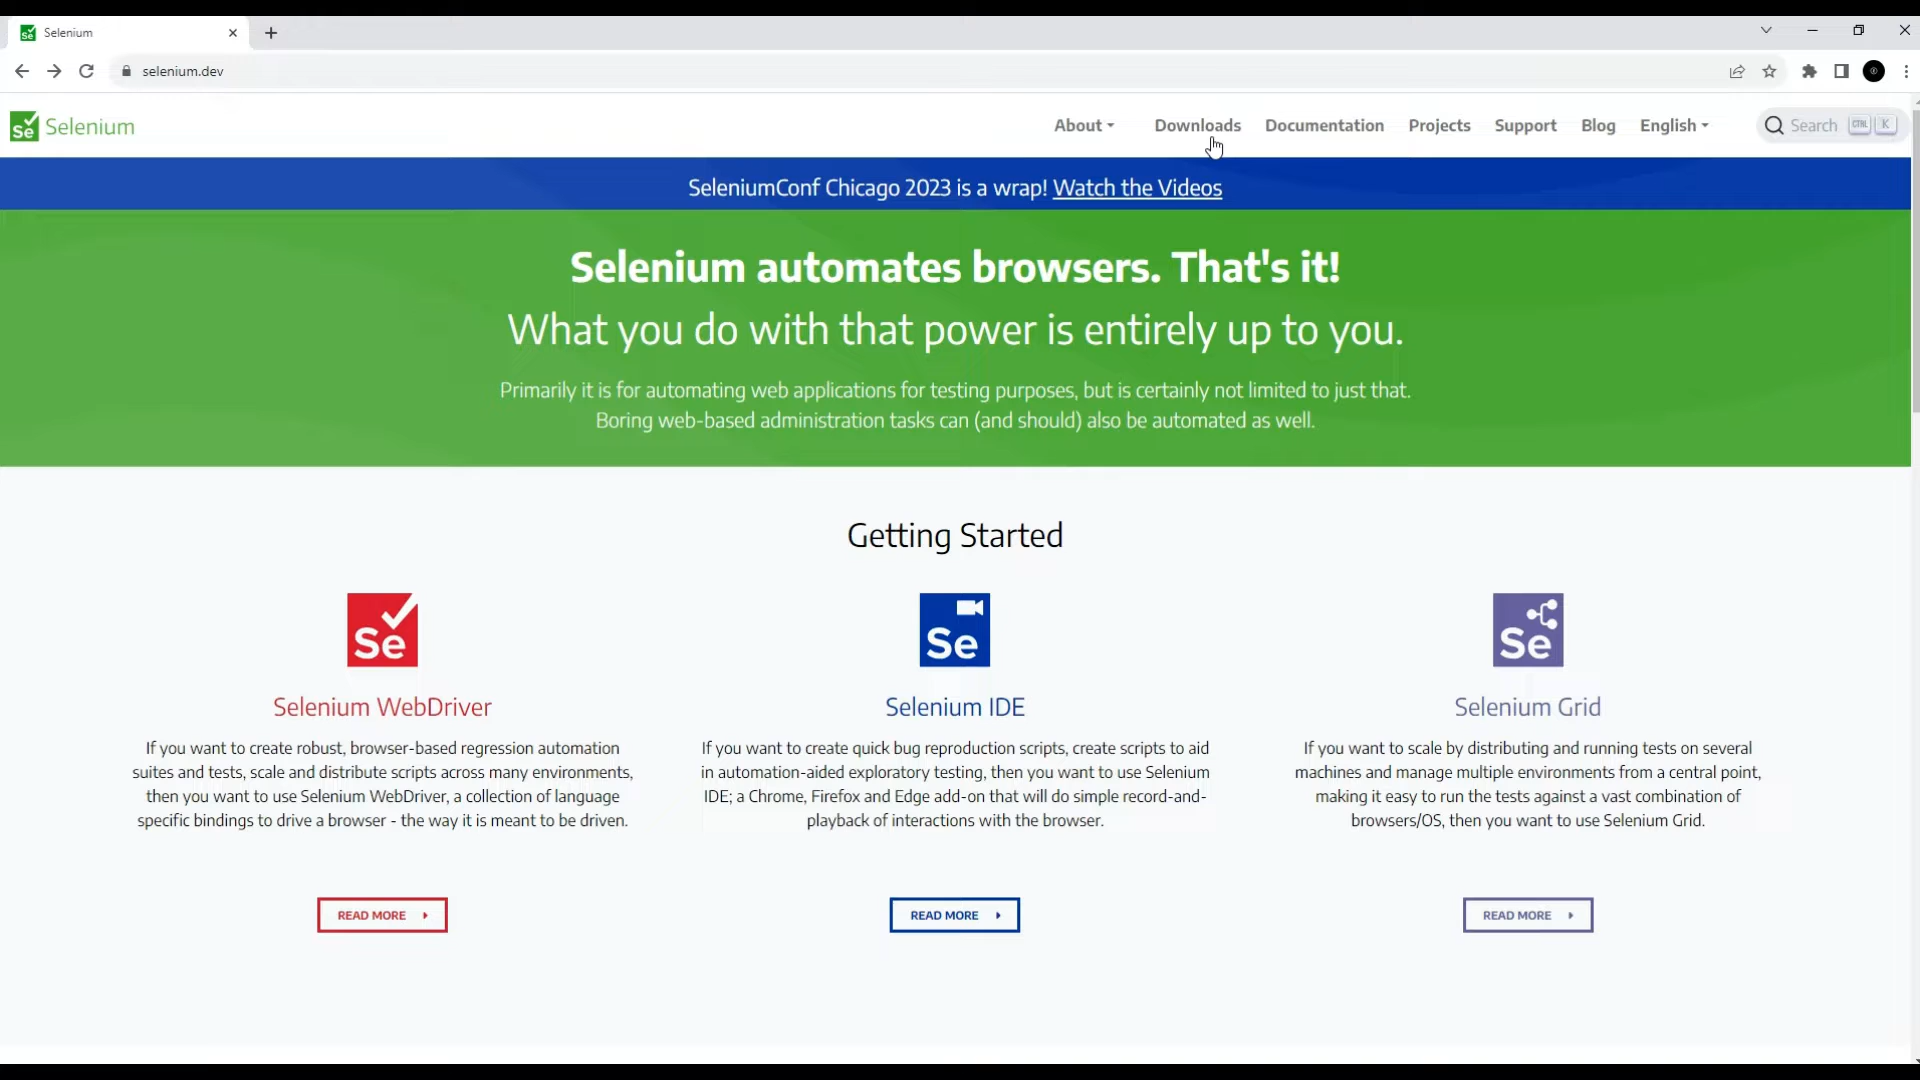 Selenium
selenium.dev
Se Selenium
About Downloads Documentation Projects Support Blog English Search CTRL K
SeleniumConf Chicago 2023 is a wrap! Watch the Videos
Selenium automates browsers. That's it!
What you do with that power is entirely up to you.
Primarily it is for automating web applications for testing purposes, but is certainly not limited to just that.
Boring web-based administration tasks can (and should) also be automated as well.
Getting Started
Se
Selenium WebDriver
If you want to create robust, browser-based regression automation
suites and tests, scale and distribute scripts across many environments,
then you want to use Selenium WebDriver, a collection of language
specific bindings to drive a browser - the way it is meant to be driven.
READ MORE
Se
Selenium IDE
If you want to create quick bug reproduction scripts, create scripts to aid
in automation-aided exploratory testing, then you want to use Selenium
IDE; a Chrome, Firefox and Edge add-on that will do simple record-and-
playback of interactions with the browser.
READ MORE
Se
Selenium Grid
If you want to scale by distributing and running tests on several
machines and manage multiple environments from a central point,
making it easy to run the tests against a vast combination of
browsers/OS, then you want to use Selenium Grid.
READ MORE